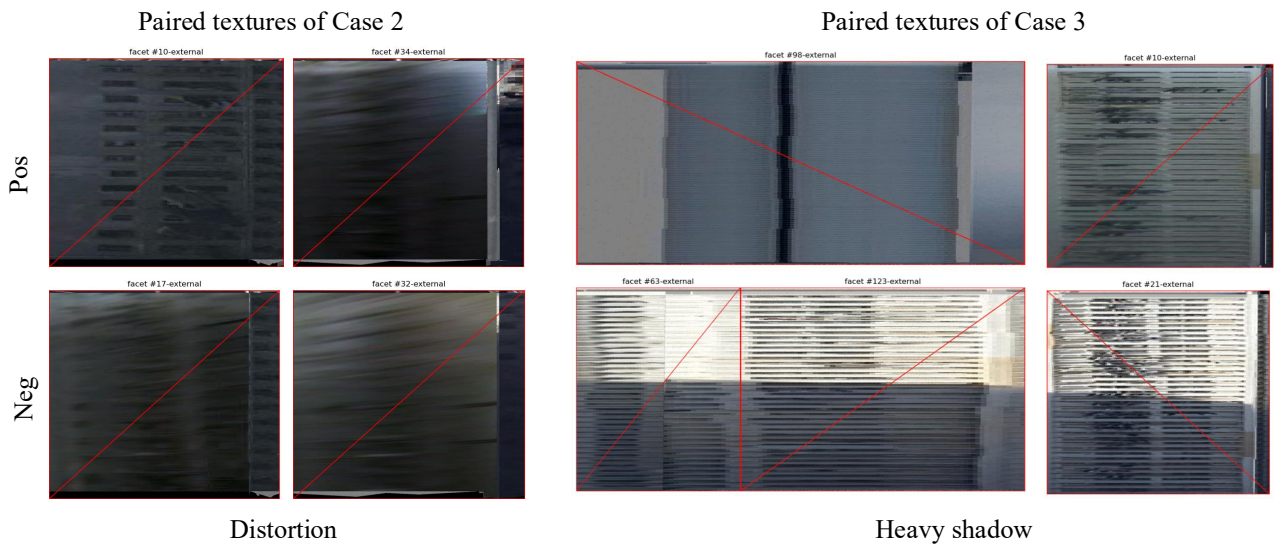 Paired textures of Case 2
Paired textures of Case 3
Pos
facet #10-external
facet #34-external
facet #98-external
facet #10-external
Neg
facet #17-external
facet #32-external
facet #63-external
facet #123-external
facet #21-external
Distortion
Heavy shadow